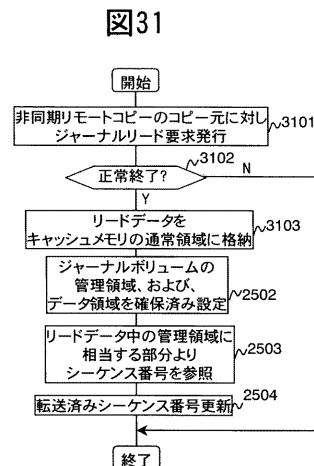 図31
開始
非同期リモートコピーのコピー元に対し
ジャーナルリード要求発行
3101
3102
正常終了?
N
Y
リードデータを
キャッシュメモリの通常領域に格納
3103
ジャーナルボリュームの
管理領域、および、
データ領域を確保済み設定
2502
リードデータ中の管理領域に
相当する部分より
シーケンス番号を参照
2503
転送済みシーケンス番号更新
2504
終了